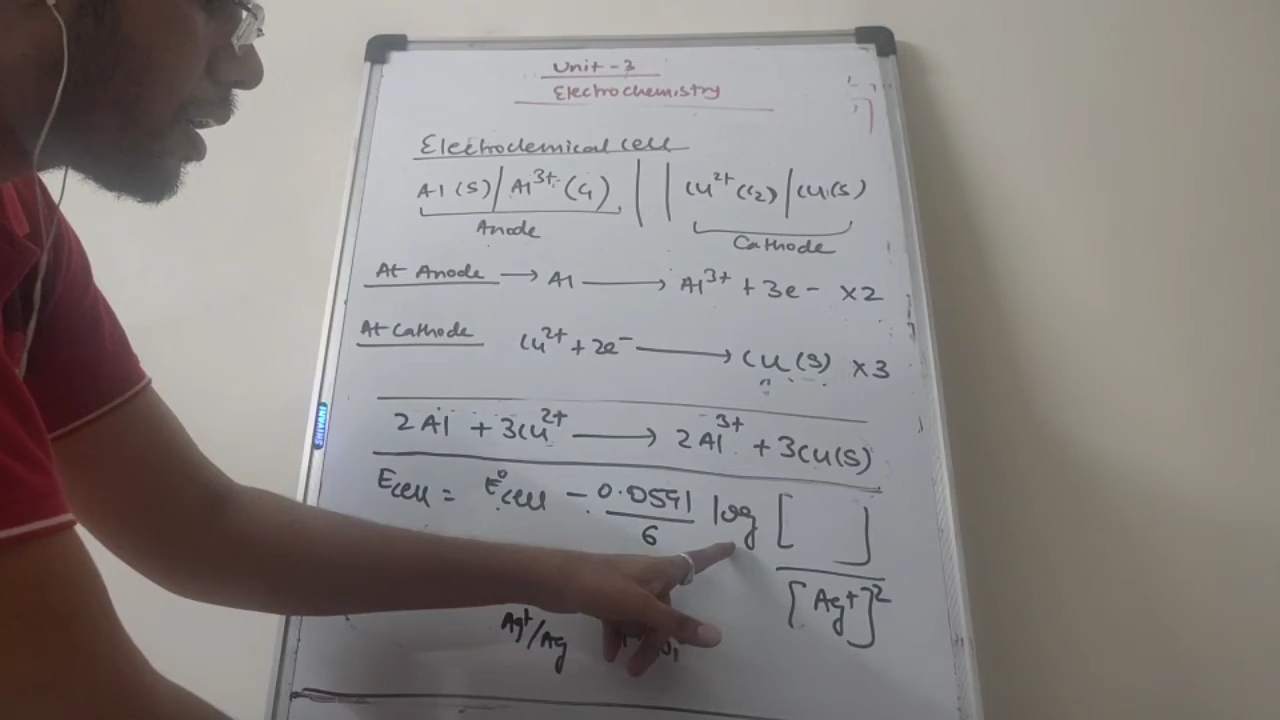 Unit-3
Electrochemistry
Electrochemical cell
Al(s)|Al³⁺(C₁)||Cu²⁺(C₂)|Cu(s)
Anode
Cathode
At Anode → Al → Al³⁺ + 3e- ×2
At Cathode Cu²⁺ + 2e⁻ → Cu(s) ×3
2Al + 3Cu²⁺ → 2Al³⁺ + 3Cu(s)
Ecell = E⁰cell - 0.0591/6 log [ ]/[Ag+]²
Ag+/Ag